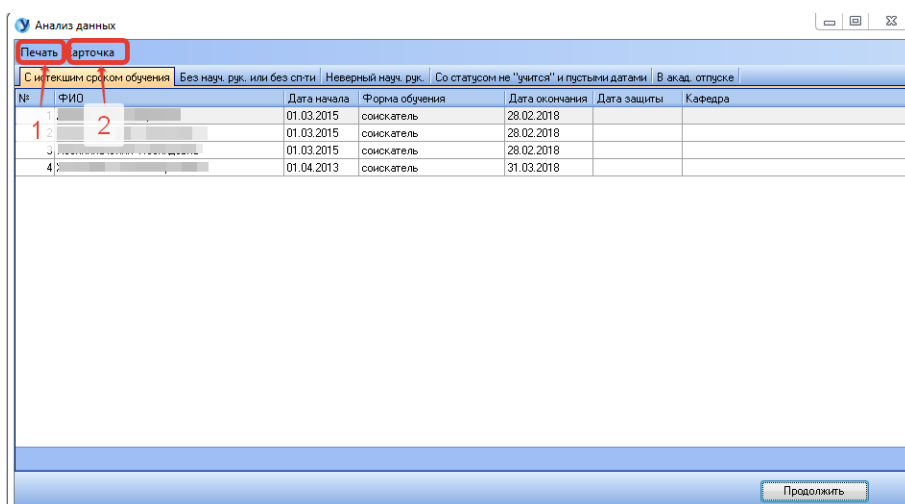 Анализ данных
Печать Карточка
С истекшим сроком обучения Без науч. рук. или без сп-ти Неверный науч. рук. Со статусом не "учится" и пустыми датами В акад. отпуске
№ ФИО Дата начала Форма обучения Дата окончания Дата защиты Кафедра
1 01.03.2015 соискатель 28.02.2018
2 01.03.2015 соискатель 28.02.2018
3 01.03.2015 соискатель 28.02.2018
4 01.04.2013 соискатель 31.03.2018
1 2
Продолжить